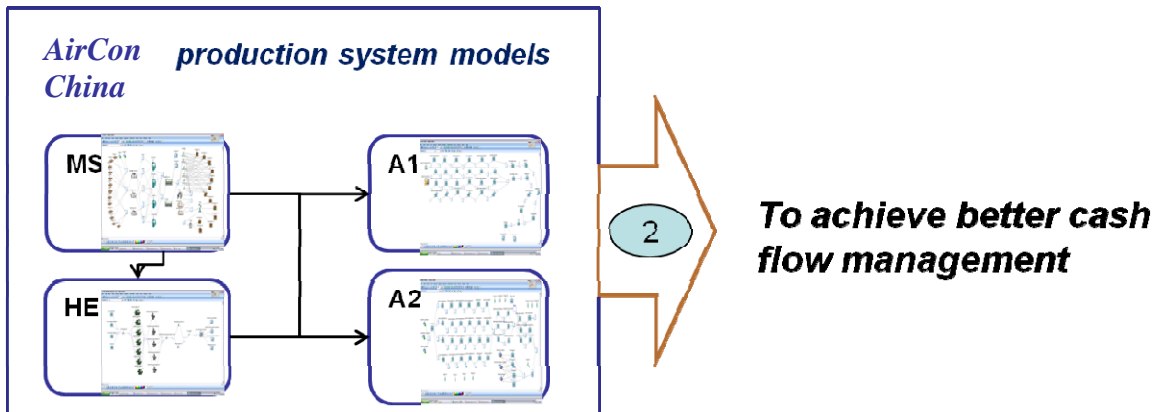 AirCon
China
production system models
MS
A1
HE
A2
2
To achieve better cash
flow management